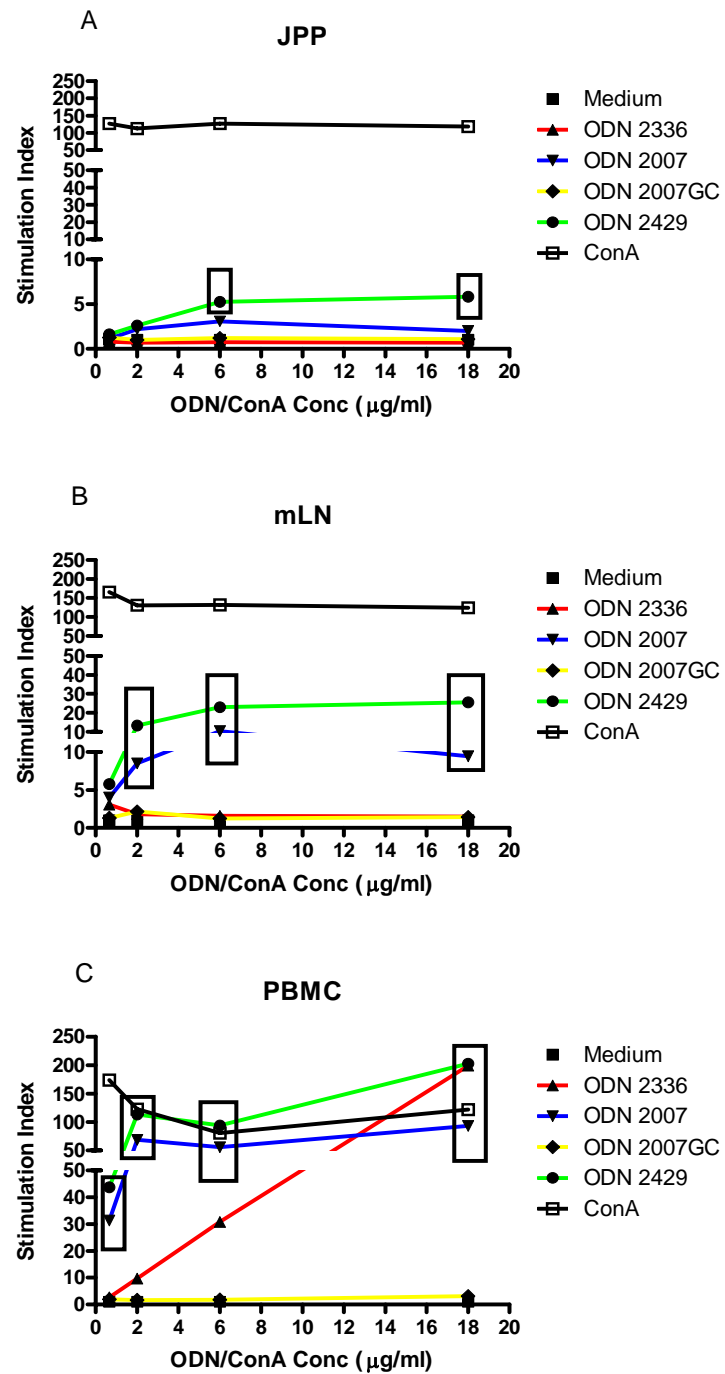 A
JPP
250
200
150
100
50
50
40
30
20
10
10
5
0
0 2 4 6 8 10 12 14 16 18 20
Stimulation Index
ODN/ConA Conc (μg/ml)
Medium
ODN 2336
ODN 2007
ODN 2007GC
ODN 2429
ConA
B
mLN
250
200
150
100
50
50
40
30
20
10
10
5
0
0 2 4 6 8 10 12 14 16 18 20
Stimulation Index
ODN/ConA Conc (μg/ml)
Medium
ODN 2336
ODN 2007
ODN 2007GC
ODN 2429
ConA
C
PBMC
250
200
150
100
50
50
40
30
20
10
0
0 2 4 6 8 10 12 14 16 18 20
Stimulation Index
ODN/ConA Conc (μg/ml)
Medium
ODN 2336
ODN 2007
ODN 2007GC
ODN 2429
ConA